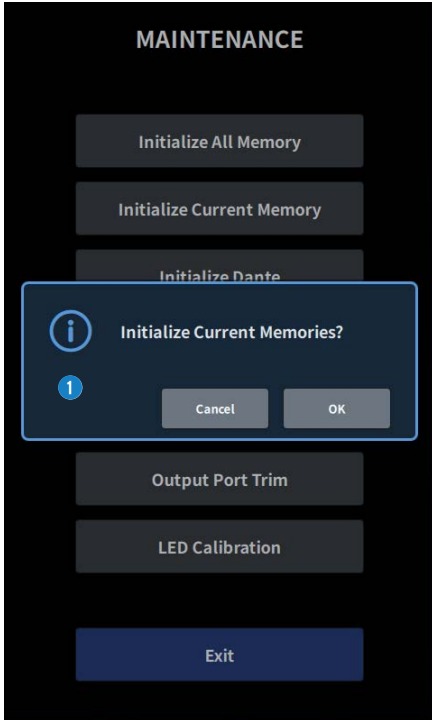 MAINTENANCE
Initialize All Memory
Initialize Current Memory
Initialize Dante
Initialize Current Memories?
1
Cancel OK
Output Port Trim
LED Calibration
Exit